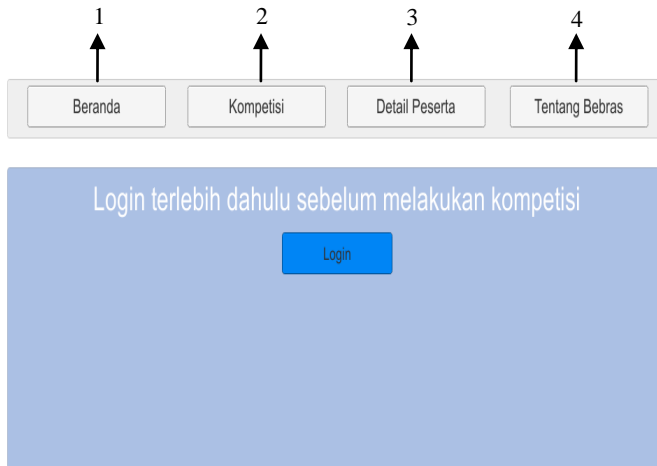 1 2 3 4
Beranda Kompetisi Detail Peserta Tentang Bebras
Login terlebih dahulu sebelum melakukan kompetisi
Login